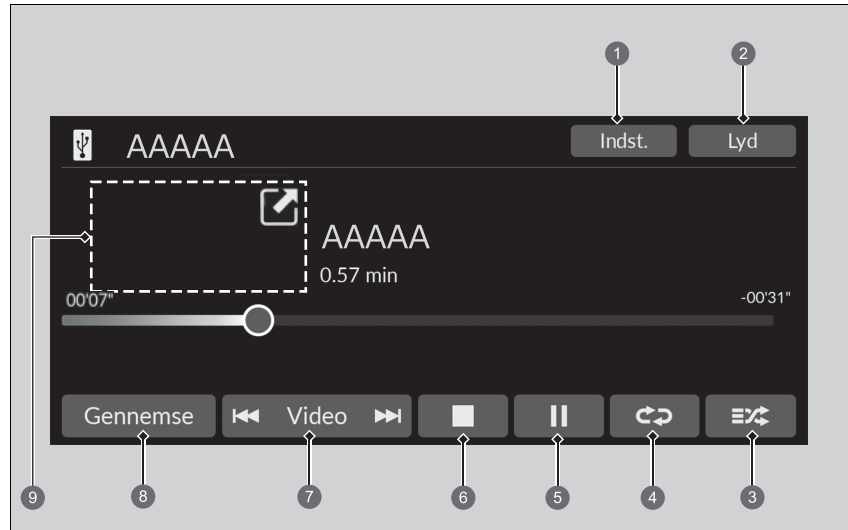 1 2
AAAAA Indst. Lyd
AAAAA
0.57 min
00'07" -00'31"
Gennemse Video
9 8 7 6 5 4 3